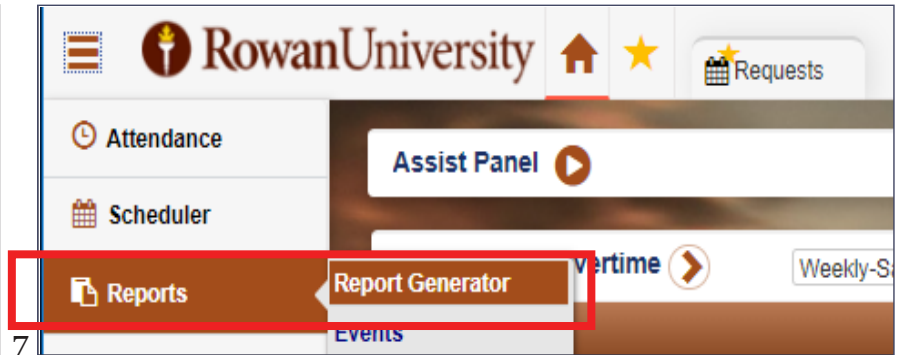 RowanUniversity
Requests
Attendance
Assist Panel
Scheduler
vertime
Weekly-Sa
Reports
Report Generator
Events
7